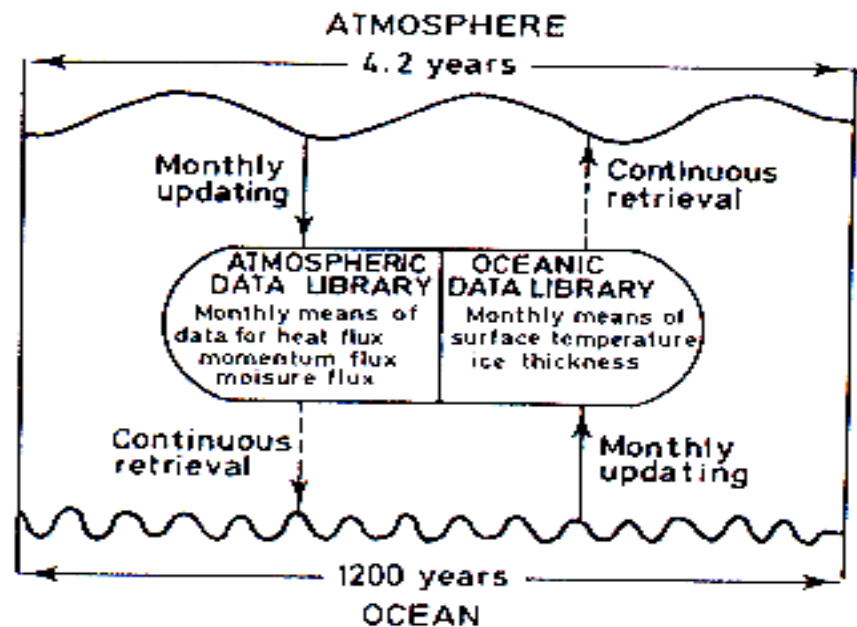 ATMOSPHERE
4.2 years
Monthly
updating
Continuous
retrieval
ATMOSPHERIC
DATA LIBRARY
Monthly means of
data for heat flux
momentum flux
moisure flux
OCEANIC
DATA LIBRARY
Monthly means of
surface temperature
ice thickness
Continuous
retrieval
Monthly
updating
1200 years
OCEAN